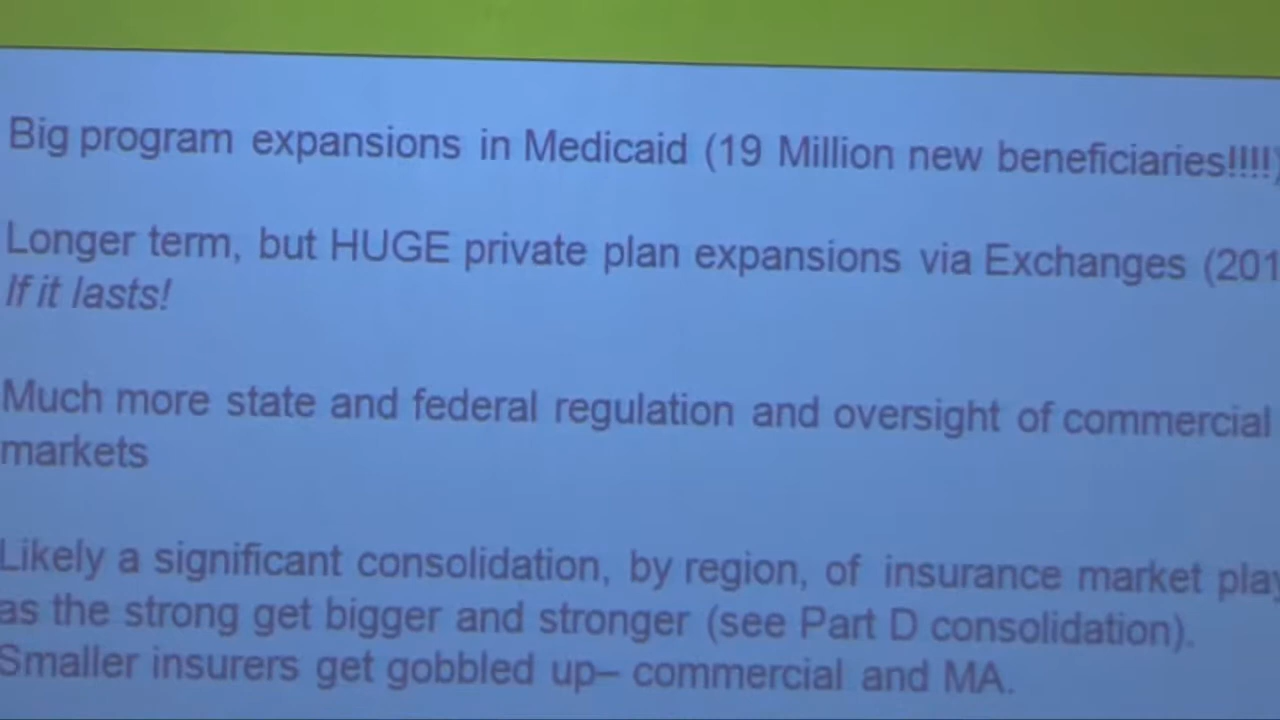 Big program expansions in Medicaid (19 Million new beneficiaries!!!!)
Longer term, but HUGE private plan expansions via Exchanges (201
If it lasts!
Much more state and federal regulation and oversight of commercial
markets
Likely a significant consolidation, by region, of insurance market play
as the strong get bigger and stronger (see Part D consolidation).
Smaller insurers get gobbled up– commercial and MA.